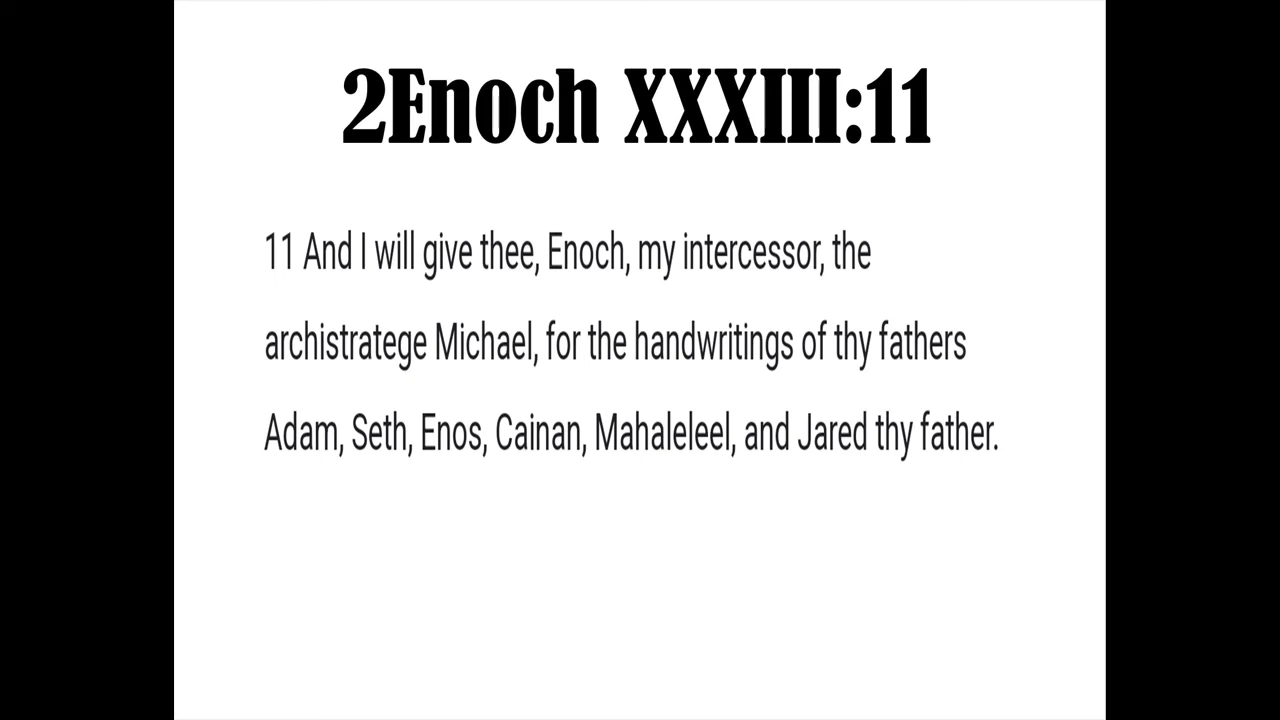 2Enoch XXXIII:11
11 And I will give thee, Enoch, my intercessor, the
archistratege Michael, for the handwritings of thy fathers
Adam, Seth, Enos, Cainan, Mahaleleel, and Jared thy father.